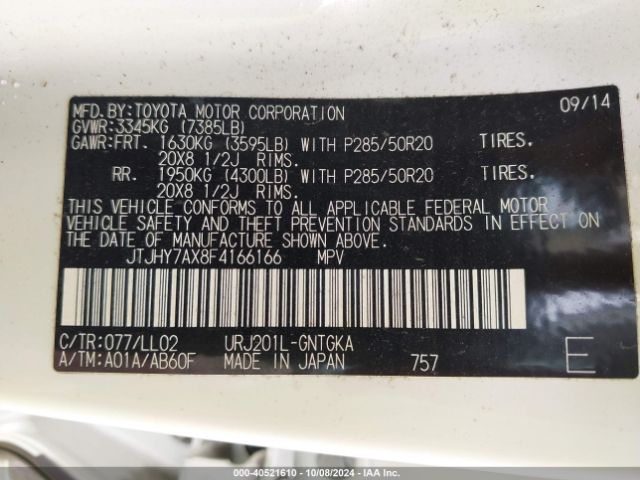 MFD. BY: TOYOTA MOTOR CORPORATION 09/14
GVWR: 3345KG (7385LB)
GAWR: FRT. 1630KG (3595LB) WITH P285/50R20 TIRES.
20X8 1/2J RIMS.
RR. 1950KG (4300LB) WITH P285/50R20 TIRES.
20X8 1/2J RIMS.
THIS VEHICLE CONFORMS TO ALL APPLICABLE FEDERAL MOTOR
VEHICLE SAFETY AND THEFT PREVENTION STANDARDS IN EFFECT ON
THE DATE OF MANUFACTURE SHOWN ABOVE.
JTJHY7AX8F4166166 MPV
C/TR: 077/LL02 URJ201L-GNTGKA
A/TM: A01A/AB60F MADE IN JAPAN 757 E
000-40521610 - 10/08/2024 - IAA Inc.